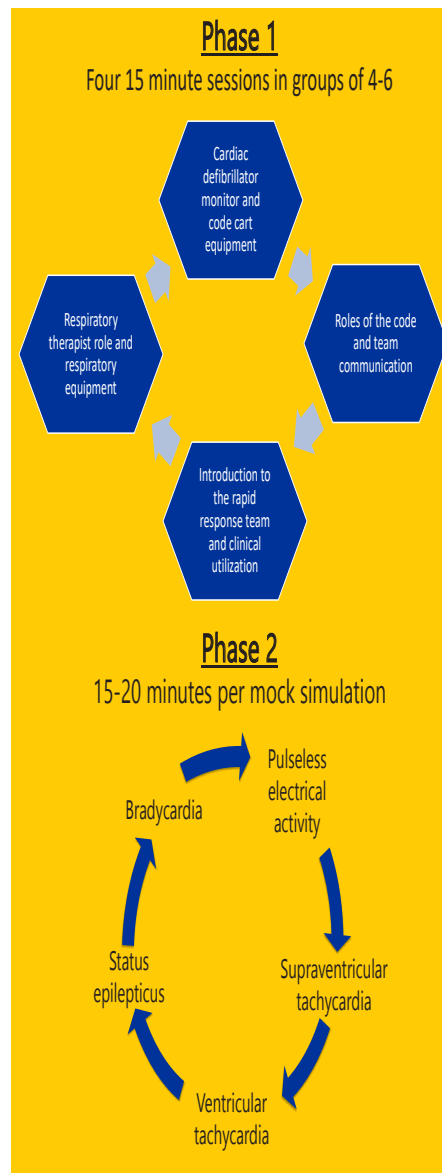 Phase 1
Four 15 minute sessions in groups of 4-6
Cardiac
defibrillator
monitor and
code cart
equipment
Roles of the code
and team
communication
Introduction to
the rapid
response team
and clinical
utilization
Respiratory
therapist role and
respiratory
equipment
Phase 2
15-20 minutes per mock simulation
Pulseless
electrical
activity
Supraventricular
tachycardia
Ventricular
tachycardia
Status
epilepticus
Bradycardia